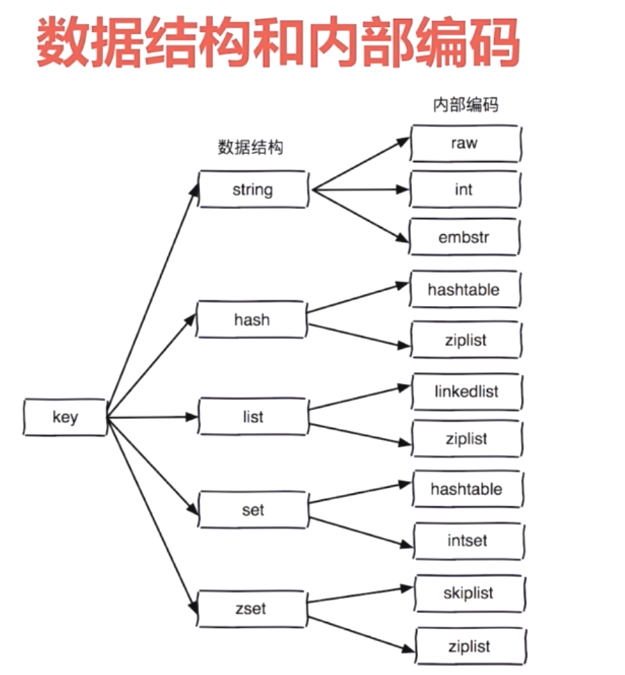 数据结构和内部编码
内部编码
数据结构
raw
string
int
embstr
hashtable
hash
ziplist
linkedlist
key
list
ziplist
hashtable
set
intset
skiplist
zset
ziplist